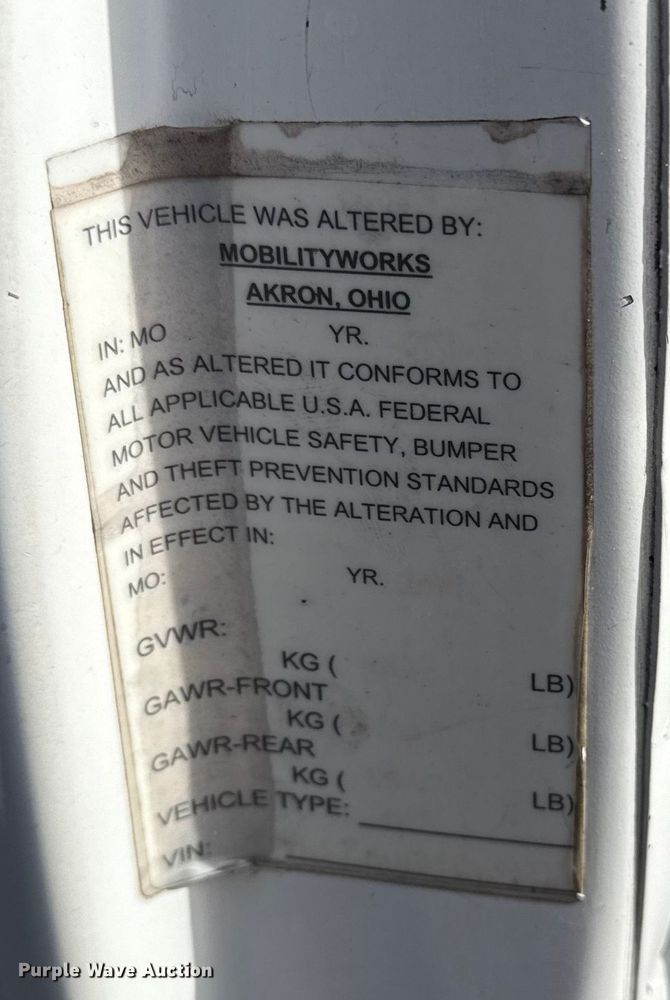 THIS VEHICLE WAS ALTERED BY:
MOBILITYWORKS
AKRON, OHIO
IN: MO YR.
AND AS ALTERED IT CONFORMS TO
ALL APPLICABLE U.S.A. FEDERAL
MOTOR VEHICLE SAFETY, BUMPER
AND THEFT PREVENTION STANDARDS
AFFECTED BY THE ALTERATION AND
IN EFFECT IN:
MO: YR.
GVWR:
KG ( LB)
GAWR-FRONT
KG ( LB)
GAWR-REAR
KG ( LB)
VEHICLE TYPE:
VIN:
Purple Wave Auction